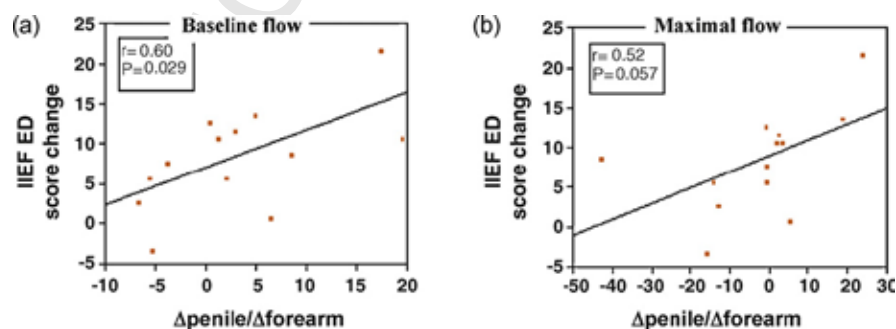 (a) Baseline flow
r=0.60
P=0.029
IIEF ED
score change
25
20
15
10
5
0
-5
-10 -5 0 5 10 15 20
Δpenile/Δforearm
(b) Maximal flow
r= 0.52
P=0.057
IIEF ED
score change
25
20
15
10
5
0
-5
-50 -40 -30 -20 -10 0 10 20 30
Δpenile/Δforearm